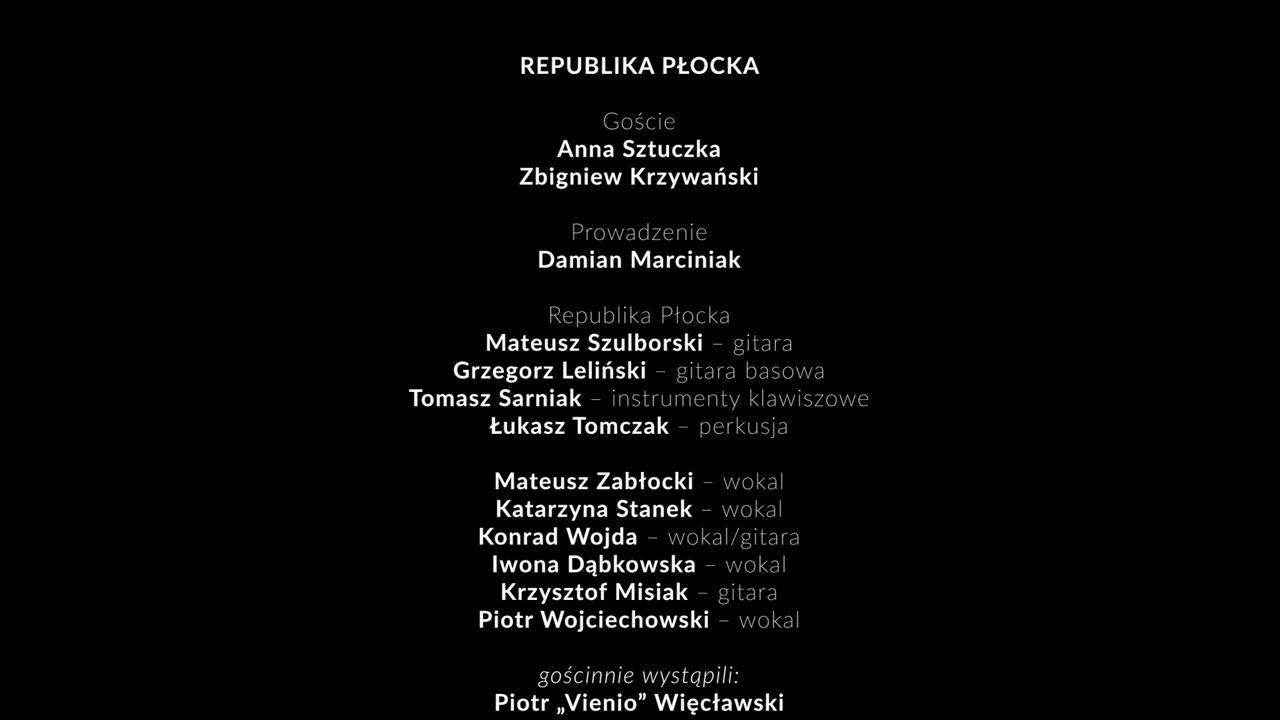 REPUBLIKA PŁOCKA
Goście
Anna Sztuczka
Zbigniew Krzywański
Prowadzenie
Damian Marciniak
Republika Płocka
Mateusz Szulborski – gitara
Grzegorz Leliński – gitara basowa
Tomasz Sarniak – instrumenty klawiszowe
Łukasz Tomczak – perkusja
Mateusz Zabłocki – wokal
Katarzyna Stanek – wokal
Konrad Wojda – wokal/gitara
Iwona Dąbkowska – wokal
Krzysztof Misiak – gitara
Piotr Wojciechowski – wokal
gościnnie wystąpili:
Piotr „Vienio” Więcławski